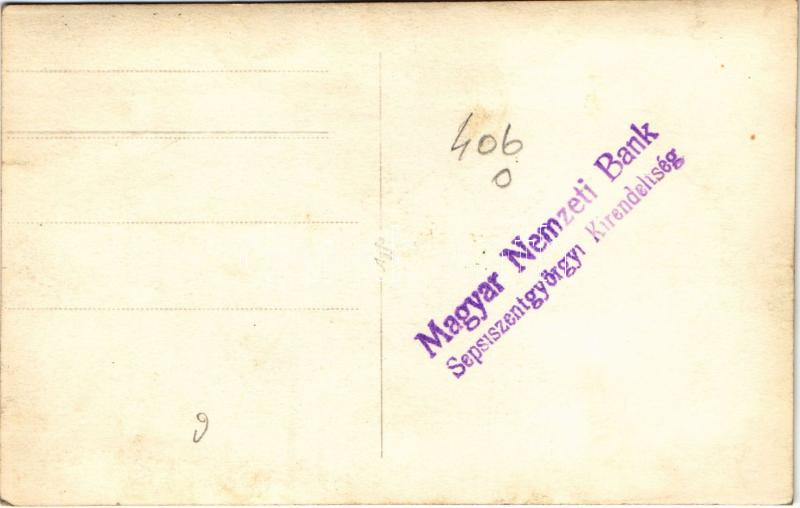 406
0
Magyar Nemzeti Bank
Sepsiszentgyörgyi Kirendeltség
9